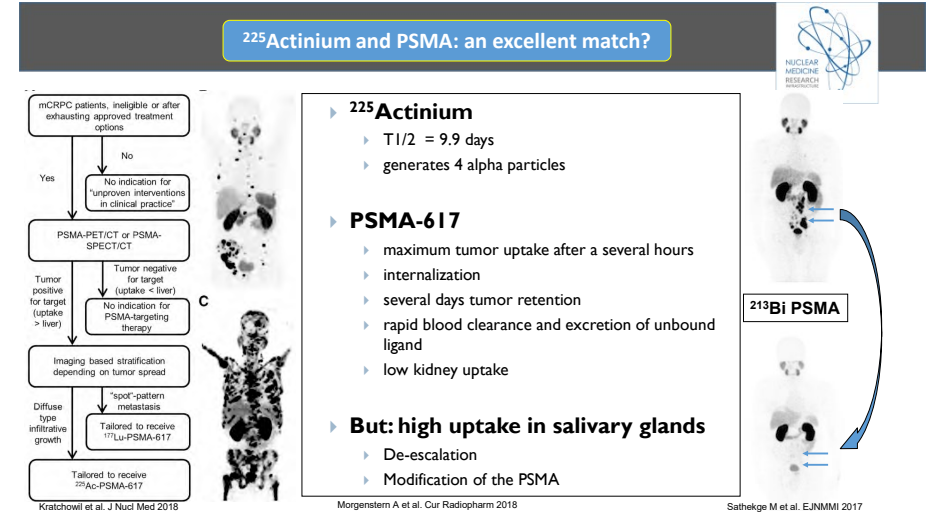 ²²⁵Actinium and PSMA: an excellent match?
NUCLEAR
MEDICINE
RESEARCH
INFRASTRUCTURE
mCRPC patients, ineligible or after
exhausting approved treatment
options
No
Yes
No indication for
"unproven interventions
in clinical practice"
PSMA-PET/CT or PSMA-
SPECT/CT
Tumor
positive
for target
(uptake
> liver)
Tumor negative
for target
(uptake < liver)
No indication for
PSMA-targeting
therapy
Imaging based stratification
depending on tumor spread
Diffuse
type
infiltrative
growth
"spot"-pattern
metastasis
Tailored to receive
¹⁷⁷Lu-PSMA-617
Tailored to receive
²²⁵Ac-PSMA-617
Kratchowil et al. J Nucl Med 2018
C
²²⁵Actinium
T1/2 = 9.9 days
generates 4 alpha particles
PSMA-617
maximum tumor uptake after a several hours
internalization
several days tumor retention
rapid blood clearance and excretion of unbound
ligand
low kidney uptake
But: high uptake in salivary glands
De-escalation
Modification of the PSMA
Morgenstern A et al. Cur Radiopharm 2018
²¹³Bi PSMA
Sathekge M et al. EJNMMI 2017